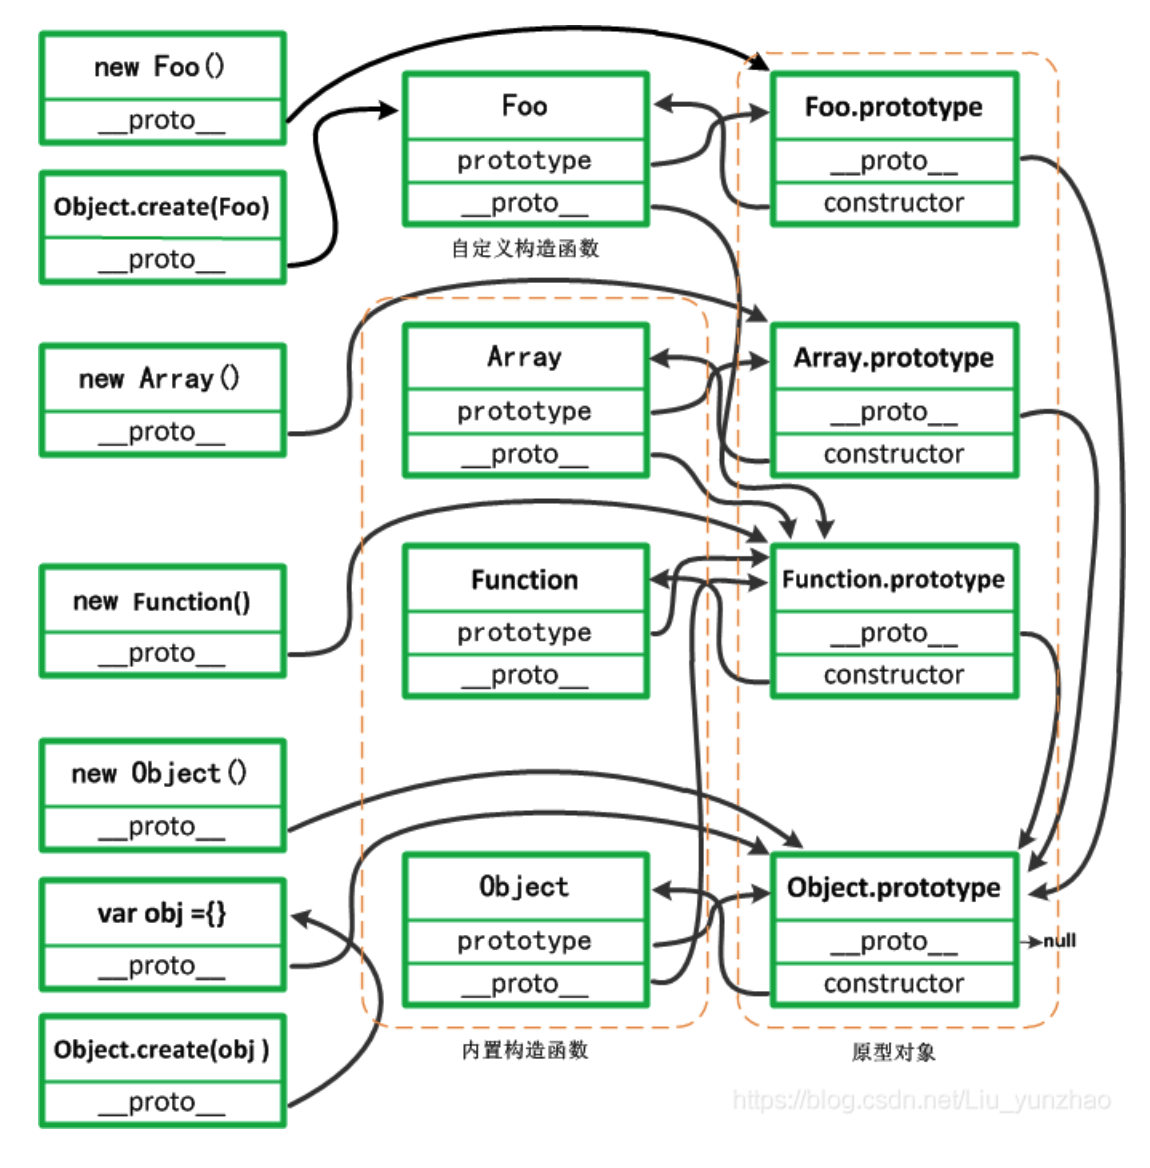 new Foo()
__proto__
Object.create(Foo)
__proto__
new Array()
__proto__
new Function()
__proto__
new Object()
__proto__
var obj ={}
__proto__
Object.create(obj )
__proto__
Foo
prototype
__proto__
自定义构造函数
Array
prototype
__proto__
Function
prototype
__proto__
Object
prototype
__proto__
内置构造函数
Foo.prototype
__proto__
constructor
Array.prototype
__proto__
constructor
Function.prototype
__proto__
constructor
Object.prototype
__proto__
null
constructor
原型对象
https://blog.csdn.net/Liu_yunzhao